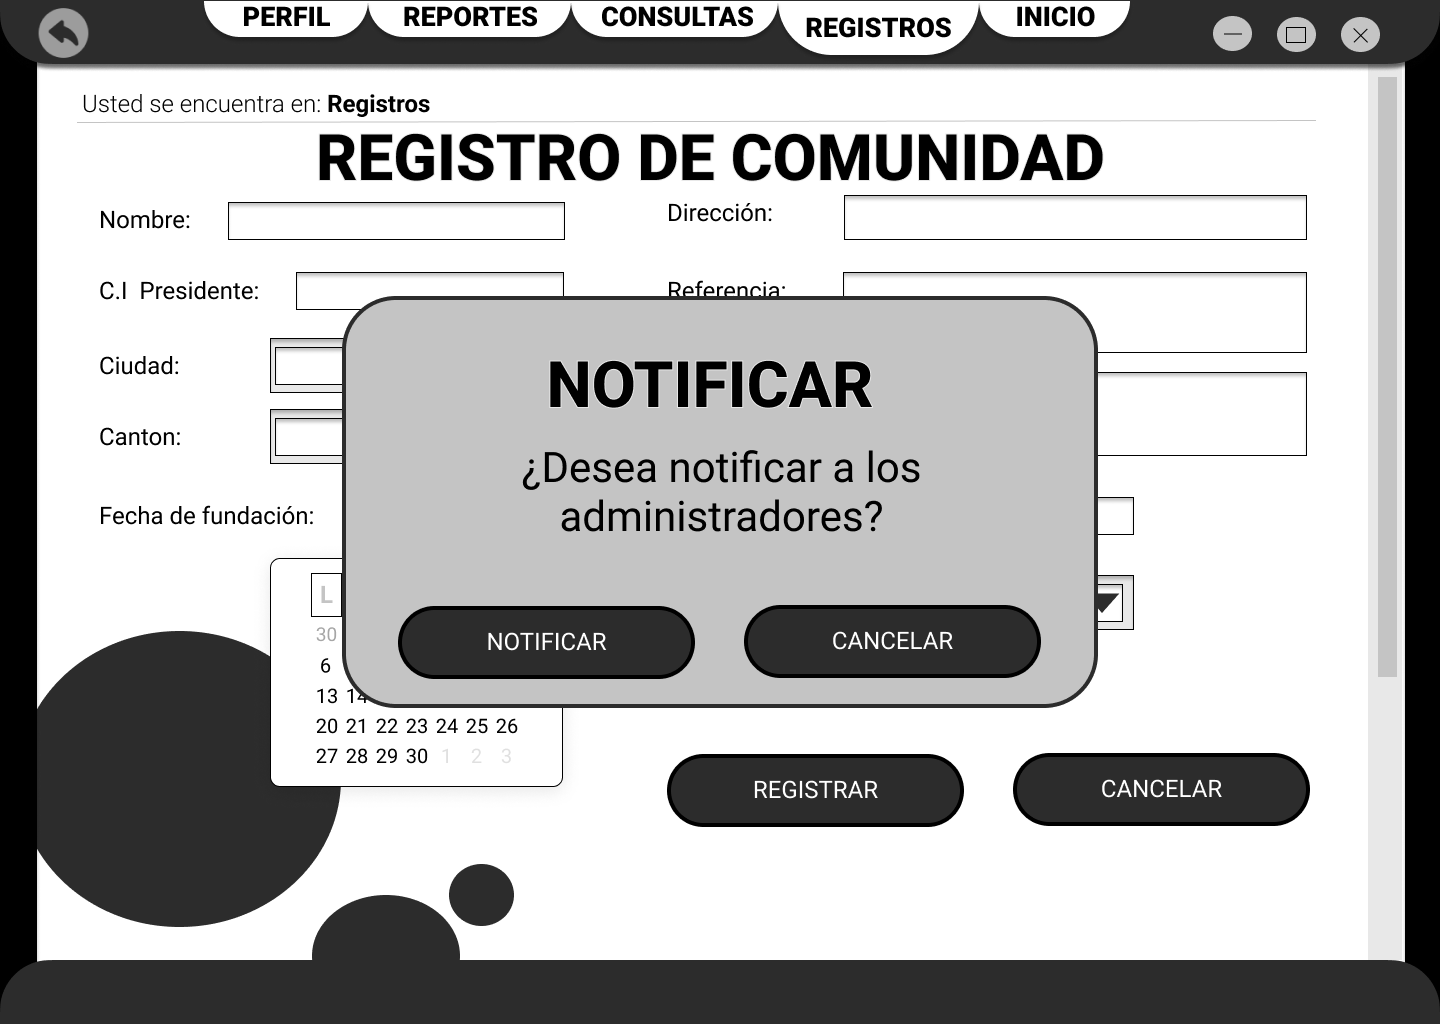 PERFIL REPORTES CONSULTAS REGISTROS INICIO
Usted se encuentra en: Registros
REGISTRO DE COMUNIDAD
Nombre:
Dirección:
C.I Presidente:
Referencia:
Ciudad:
Canton:
Fecha de fundación:
NOTIFICAR
¿Desea notificar a los
administradores?
NOTIFICAR
CANCELAR
L
30
6
13 14
20 21 22 23 24 25 26
27 28 29 30 1 2 3
REGISTRAR
CANCELAR